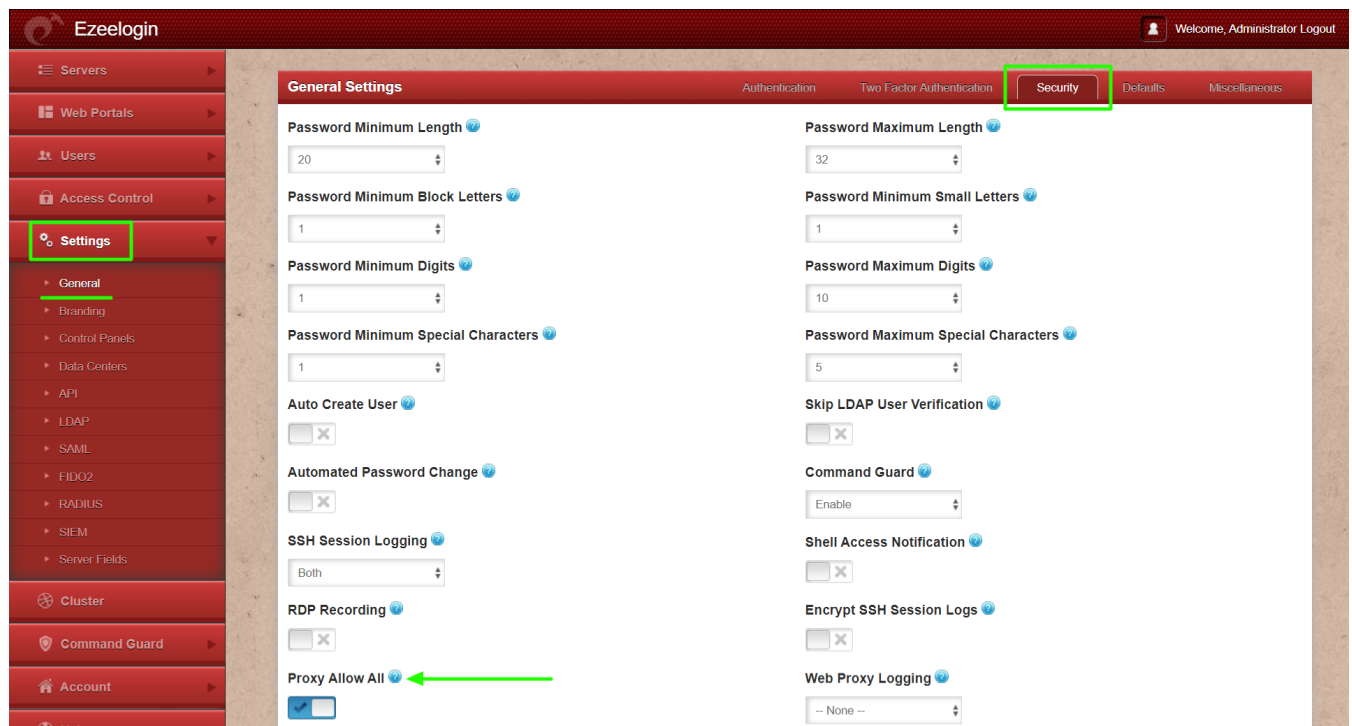 Ezeelogin
Welcome, Administrator Logout
Servers
Web Portals
Users
Access Control
Settings
General
Branding
Control Panels
Data Centers
API
LDAP
SAML
FIDO2
RADIUS
SIEM
Server Fields
Cluster
Command Guard
Account
General Settings
Authentication
Two Factor Authentication
Security
Defaults
Miscellaneous
Password Minimum Length
20
Password Maximum Length
32
Password Minimum Block Letters
1
Password Minimum Small Letters
1
Password Minimum Digits
1
Password Maximum Digits
10
Password Minimum Special Characters
1
Password Maximum Special Characters
5
Auto Create User
Skip LDAP User Verification
Automated Password Change
Command Guard
Enable
SSH Session Logging
Both
Shell Access Notification
RDP Recording
Encrypt SSH Session Logs
Proxy Allow All
Web Proxy Logging
-- None --